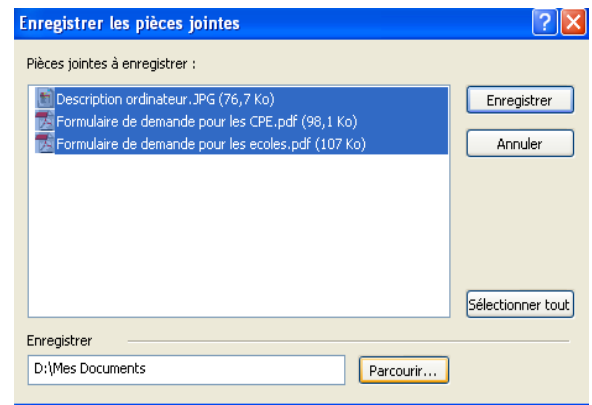 Enregistrer les pièces jointes
Pièces jointes à enregistrer :
Description ordinateur.JPG (76,7 Ko)
Formulaire de demande pour les CPE.pdf (98,1 Ko)
Formulaire de demande pour les ecoles.pdf (107 Ko)
Enregistrer
Annuler
Sélectionner tout
Enregistrer
D:\Mes Documents
Parcourir...